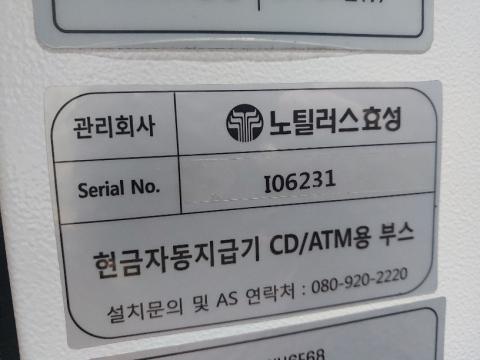 관리회사 노틸러스효성
Serial No. I06231
현금자동지급기 CD/ATM용 부스
설치문의 및 AS 연락처 : 080-920-2220